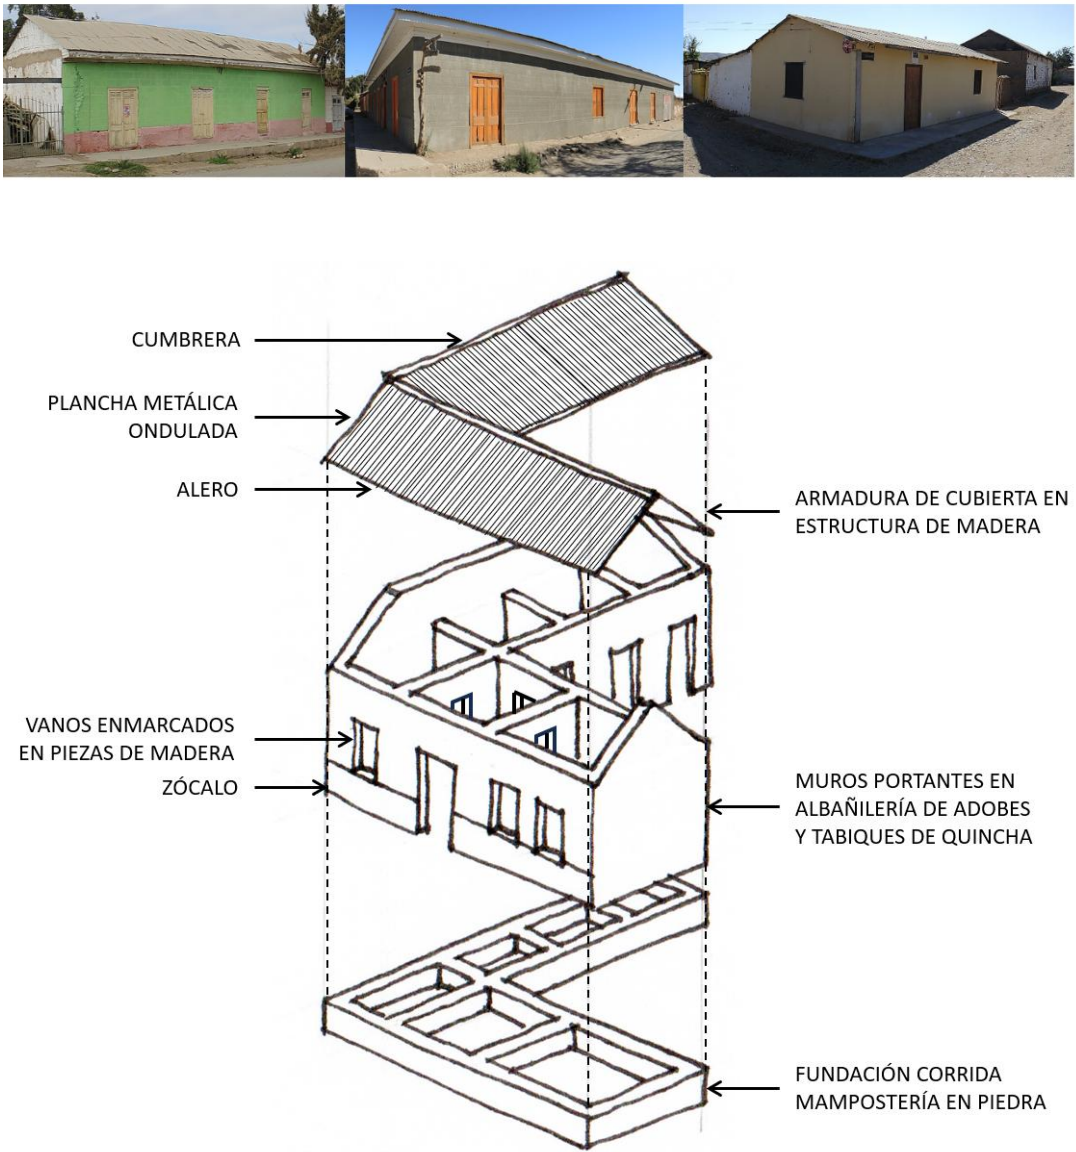 CUMBRERA
PLANCHA METÁLICA
ONDULADA
ALERO
ARMADURA DE CUBIERTA EN
ESTRUCTURA DE MADERA
VANOS ENMARCADOS
EN PIEZAS DE MADERA
ZÓCALO
MUROS PORTANTES EN
ALBAÑILERÍA DE ADOBES
Y TABIQUES DE QUINCHA
FUNDACIÓN CORRIDA
MAMPOSTERÍA EN PIEDRA